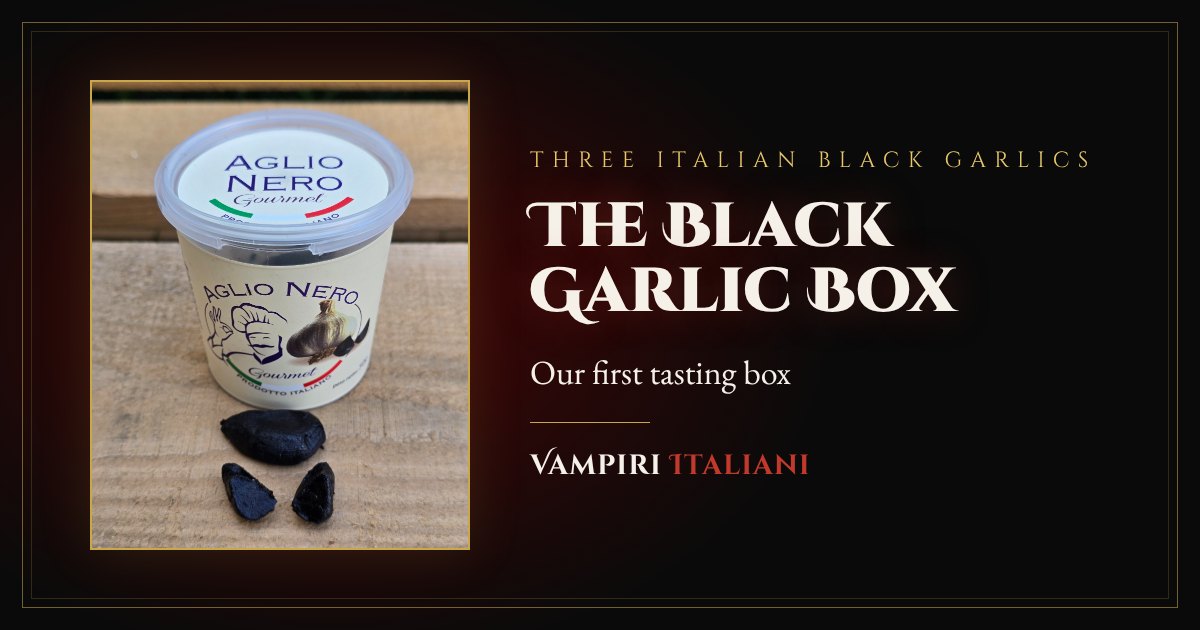 AGLIO
NERO
Gourmet
AGLIO NERO
Gourmet
PRODOTTO ITALIANO
THREE ITALIAN BLACK GARLICS
THE BLACK
GARLIC BOX
Our first tasting box
VAMPIRI ITALIANI